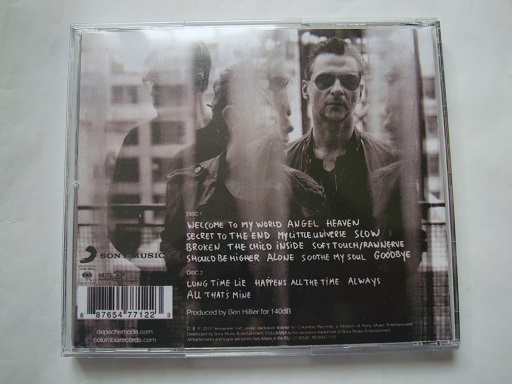 DISC 1
WELCOME TO MY WORLD ANGEL HEAVEN
SECRET TO THE END MY LITTLE UNIVERSE SLOW
BROKEN THE CHILD INSIDE SOFT TOUCH/RAW NERVE
SHOULD BE HIGHER ALONE SOOTHE MY SOUL GOODBYE
DISC 2
LONG TIME LIE HAPPENS ALL THE TIME ALWAYS
ALL THAT'S MINE
Produced by Ben Hillier for 140dB
SONY MUSIC
MUTE
8 87654 77122 3
depechemode.com
columbiarecords.com